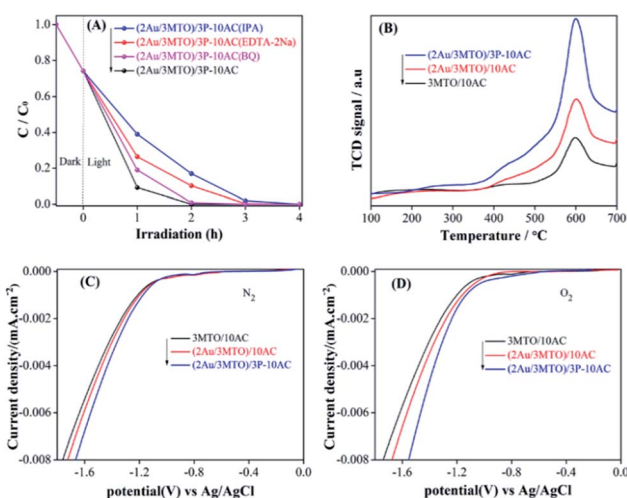 (A)
(2Au/3MTO)/3P-10AC(IPA)
(2Au/3MTO)/3P-10AC(EDTA-2Na)
(2Au/3MTO)/3P-10AC(BQ)
(2Au/3MTO)/3P-10AC
C / C₀
1.0
0.8
0.6
0.4
0.2
0.0
Dark
Light
0 1 2 3 4
Irradiation (h)
(B)
(2Au/3MTO)/3P-10AC
(2Au/3MTO)/10AC
3MTO/10AC
TCD signal / a.u
100 200 300 400 500 600 700
Temperature / °C
(C)
N₂
3MTO/10AC
(2Au/3MTO)/10AC
(2Au/3MTO)/3P-10AC
Current density/(mA.cm⁻²)
0.000
-0.002
-0.004
-0.006
-0.008
-1.6 -1.2 -0.8 -0.4 0.0
potential(V) vs Ag/AgCl
(D)
O₂
3MTO/10AC
(2Au/3MTO)/10AC
(2Au/3MTO)/3P-10AC
Current density/(mA.cm⁻²)
0.000
-0.002
-0.004
-0.006
-0.008
-1.6 -1.2 -0.8 -0.4 0.0
potential(V) vs Ag/AgCl